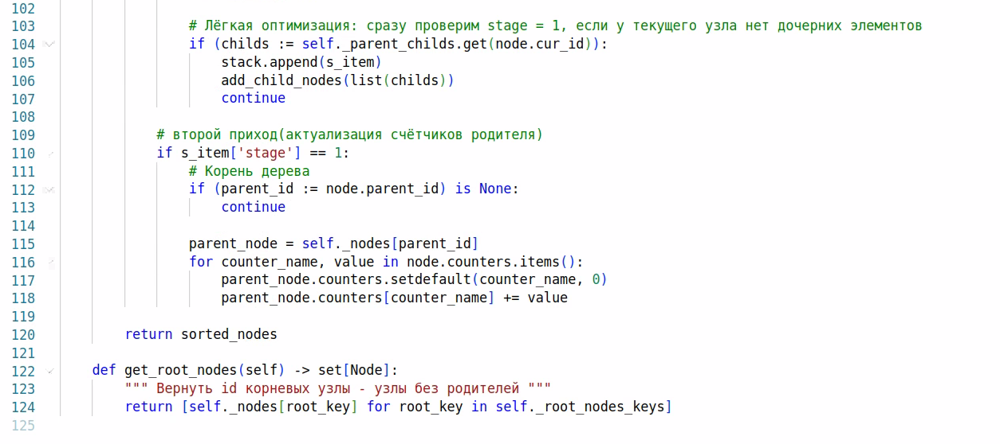 102
103 # Лёгкая оптимизация: сразу проверим stage = 1, если у текущего узла нет дочерних элементов
104 if (childs := self._parent_childs.get(node.cur_id)):
105 stack.append(s_item)
106 add_child_nodes(list(childs))
107 continue
108
109 # второй приход(актуализация счётчиков родителя)
110 if s_item['stage'] == 1:
111 # Корень дерева
112 if (parent_id := node.parent_id) is None:
113 continue
114
115 parent_node = self._nodes[parent_id]
116 for counter_name, value in node.counters.items():
117 parent_node.counters.setdefault(counter_name, 0)
118 parent_node.counters[counter_name] += value
119
120 return sorted_nodes
121
122 def get_root_nodes(self) -> set[Node]:
123 """ Вернуть id корневых узлы - узлы без родителей """
124 return [self._nodes[root_key] for root_key in self._root_nodes_keys]
125